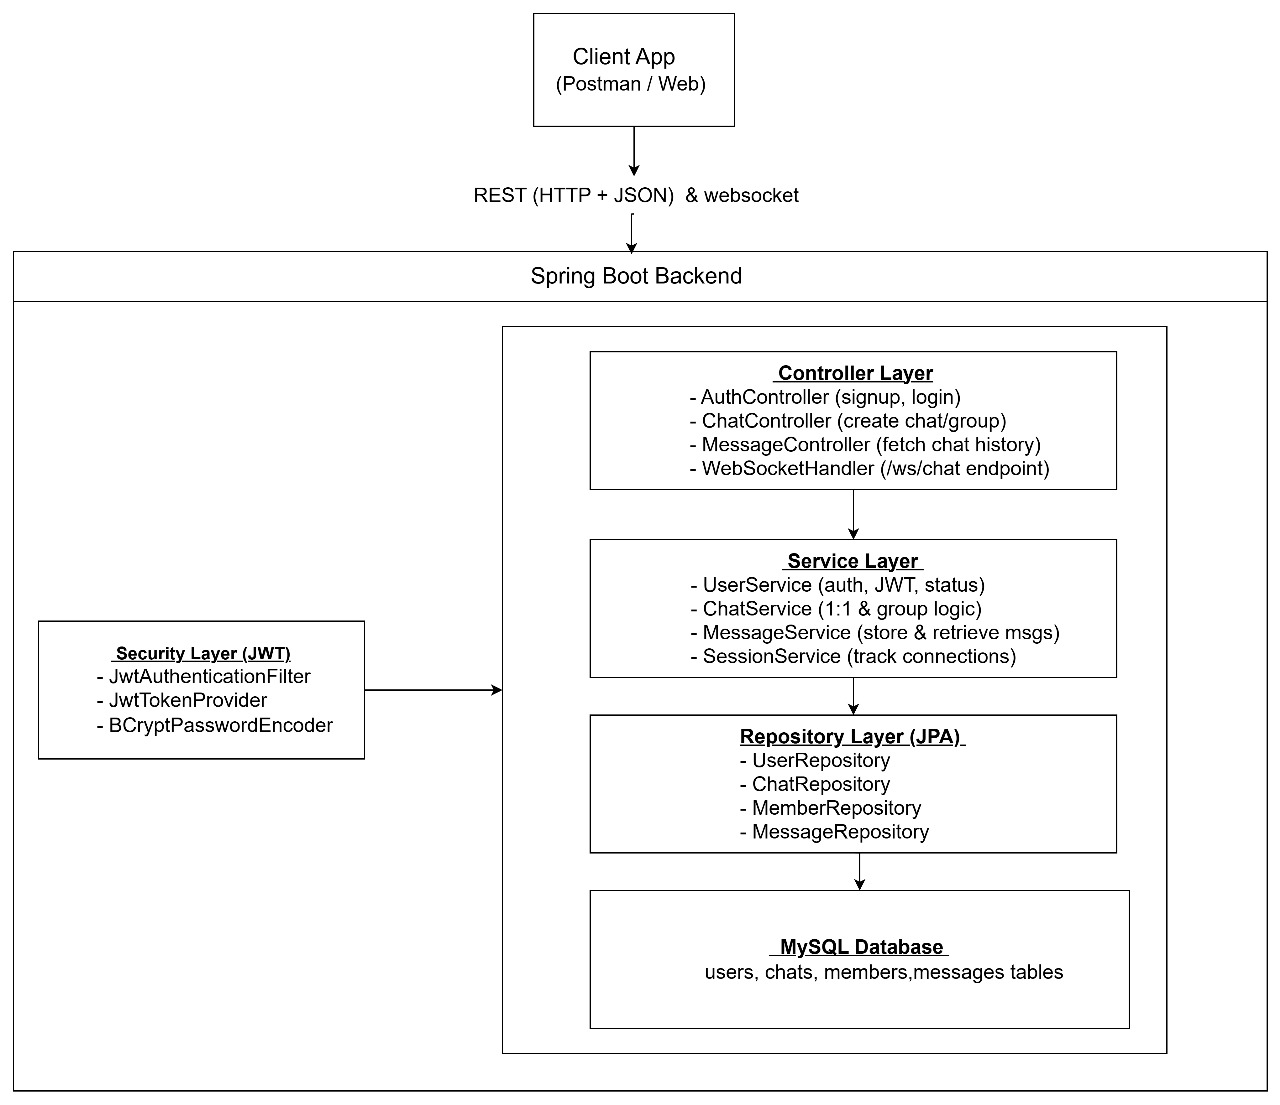 Client App
(Postman / Web)
REST (HTTP + JSON)  & websocket
Spring Boot Backend
Controller Layer
- AuthController (signup, login)
- ChatController (create chat/group)
- MessageController (fetch chat history)
- WebSocketHandler (/ws/chat endpoint)
Service Layer
- UserService (auth, JWT, status)
- ChatService (1:1 & group logic)
- MessageService (store & retrieve msgs)
- SessionService (track connections)
Security Layer (JWT)
- JwtAuthenticationFilter
- JwtTokenProvider
- BCryptPasswordEncoder
Repository Layer (JPA)
- UserRepository
- ChatRepository
- MemberRepository
- MessageRepository
MySQL Database
users, chats, members,messages tables